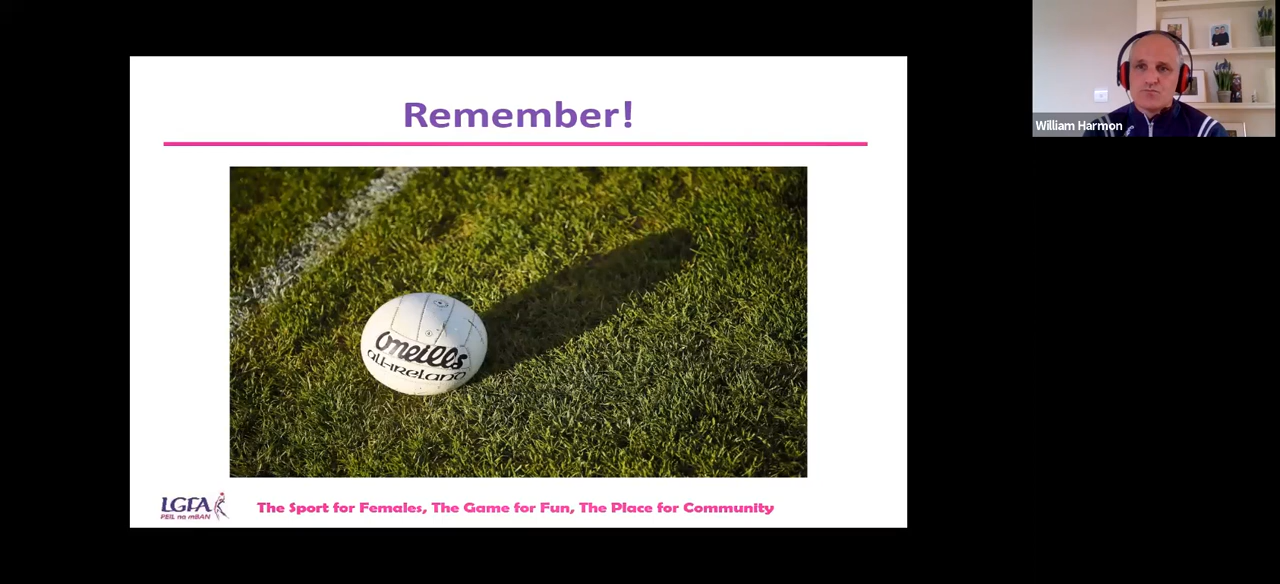 Remember!
William Harmon
Oneills
all-ireland
LGFA
PEIL na mBAN
The Sport for Females, The Game for Fun, The Place for Community